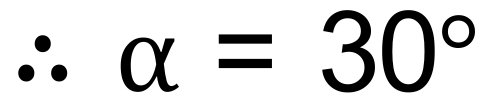 ∴ α = 30°